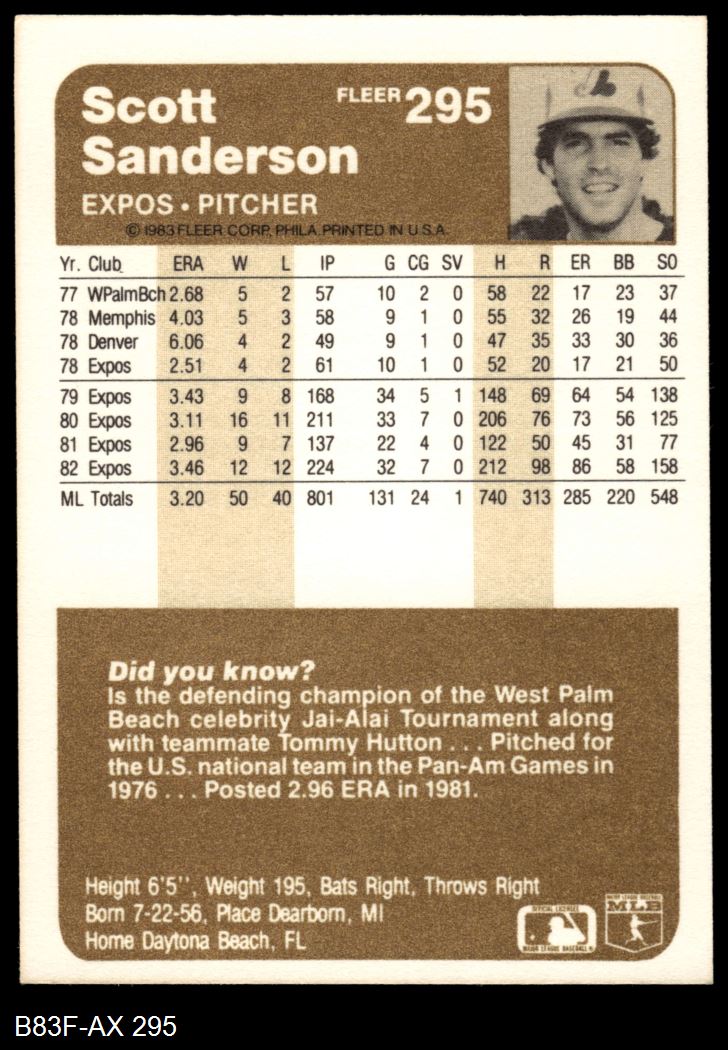 Scott
Sanderson
FLEER 295
EXPOS • PITCHER
© 1983 FLEER CORP, PHILA. PRINTED IN U.S.A.
Yr. Club ERA W L IP G CG SV H R ER BB SO
77 WPalmBch 2.68 5 2 57 10 2 0 58 22 17 23 37
78 Memphis 4.03 5 3 58 9 1 0 55 32 26 19 44
78 Denver 6.06 4 2 49 9 1 0 47 35 33 30 36
78 Expos 2.51 4 2 61 10 1 0 52 20 17 21 50
79 Expos 3.43 9 8 168 34 5 1 148 69 64 54 138
80 Expos 3.11 16 11 211 33 7 0 206 76 73 56 125
81 Expos 2.96 9 7 137 22 4 0 122 50 45 31 77
82 Expos 3.46 12 12 224 32 7 0 212 98 86 58 158
ML Totals 3.20 50 40 801 131 24 1 740 313 285 220 548
Did you know?
Is the defending champion of the West Palm
Beach celebrity Jai-Alai Tournament along
with teammate Tommy Hutton . . . Pitched for
the U.S. national team in the Pan-Am Games in
1976 . . . Posted 2.96 ERA in 1981.
Height 6'5'', Weight 195, Bats Right, Throws Right
Born 7-22-56, Place Dearborn, MI
Home Daytona Beach, FL
OFFICIAL LICENSEE
MAJOR LEAGUE BASEBALL
MAJOR LEAGUE BASEBALL
MLB
B83F-AX 295